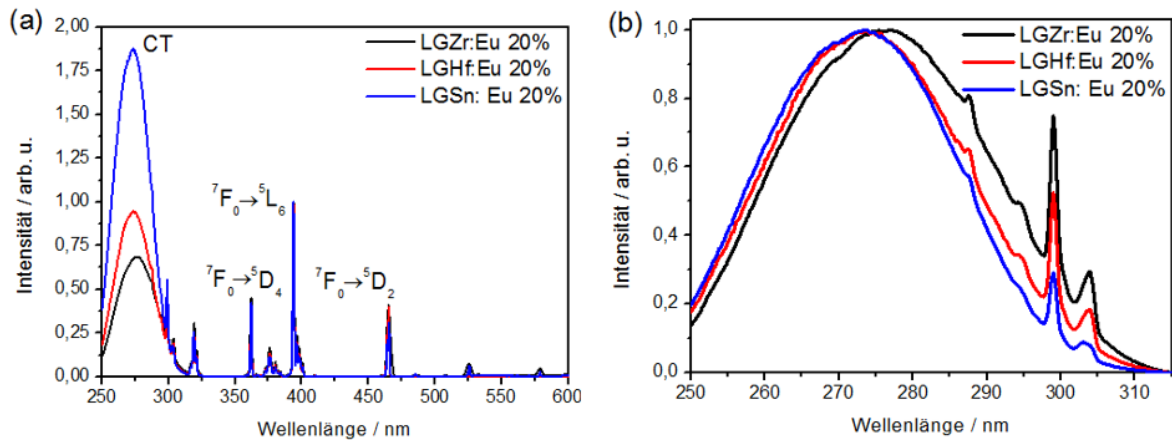 (a)
2,00
1,75
1,50
1,25
1,00
0,75
0,50
0,25
0,00
Intensität / arb. u.
CT
LGZr:Eu 20%
LGHf:Eu 20%
LGSn: Eu 20%
⁷F₀→⁵L₆
⁷F₀→⁵D₄
⁷F₀→⁵D₂
250 300 350 400 450 500 550 600
Wellenlänge / nm
(b)
1,0
0,8
0,6
0,4
0,2
0,0
Intensität / arb. u.
LGZr:Eu 20%
LGHf:Eu 20%
LGSn: Eu 20%
250 260 270 280 290 300 310
Wellenlänge / nm